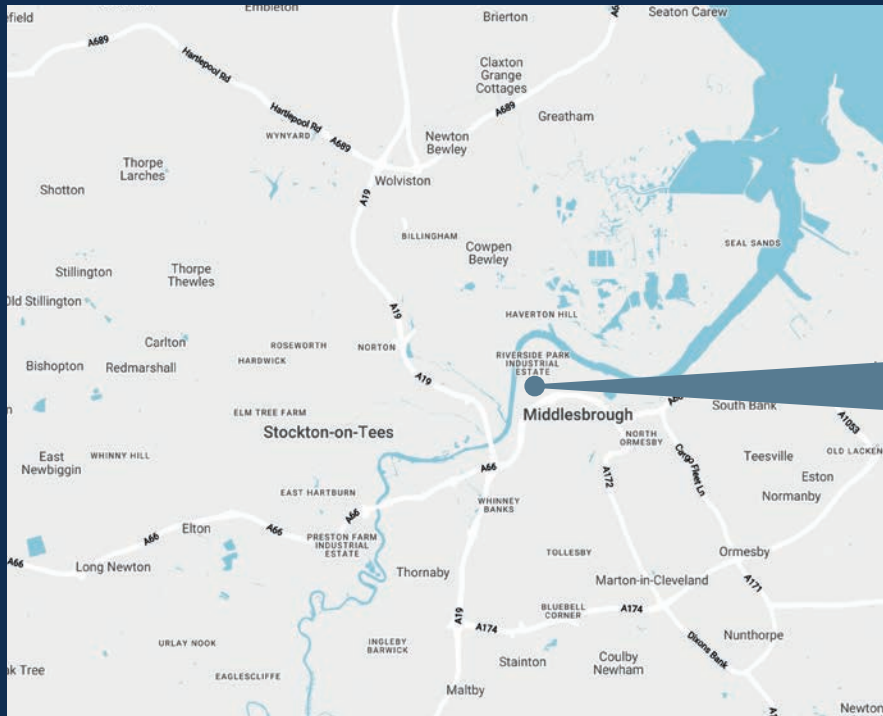 efield
Embleton
Brierton
A6
Seaton Carew
A689
Hartlepool Rd
Claxton
Grange
Cottages
Hartlepool Rd
A689
A689
Greatham
WYNYARD
Newton
Bewley
Thorpe
Larches
Shotton
Wolviston
A19
BILLINGHAM
Cowpen
Bewley
SEAL SANDS
Stillington
Thorpe
Thewles
Old Stillington
A19
HAVERTON HILL
Carlton
ROSEWORTH
NORTON
RIVERSIDE PARK
INDUSTRIAL
ESTATE
Bishopton
Redmarshall
HARDWICK
A19
ELM TREE FARM
Middlesbrough
South Bank
A1053
Stockton-on-Tees
NORTH
ORMESBY
East
Newbiggin
WHINNY HILL
A66
A172
Cargo Fleet Ln
Teesville
OLD LACKEN
Eston
Normanby
EAST HARTBURN
WHINNEY
BANKS
A66
Elton
A66
PRESTON FARM
INDUSTRIAL
ESTATE
A66
A66
Long Newton
Thornaby
TOLLESBY
Ormesby
Marton-in-Cleveland
A171
A19
A174
BLUEBELL
CORNER
A174
URLAY NOOK
INGLEBY
BARWICK
Stainton
Coulby
Newham
Dixons Bank
Nunthorpe
ak Tree
EAGLESCLIFFE
Maltby
Newton